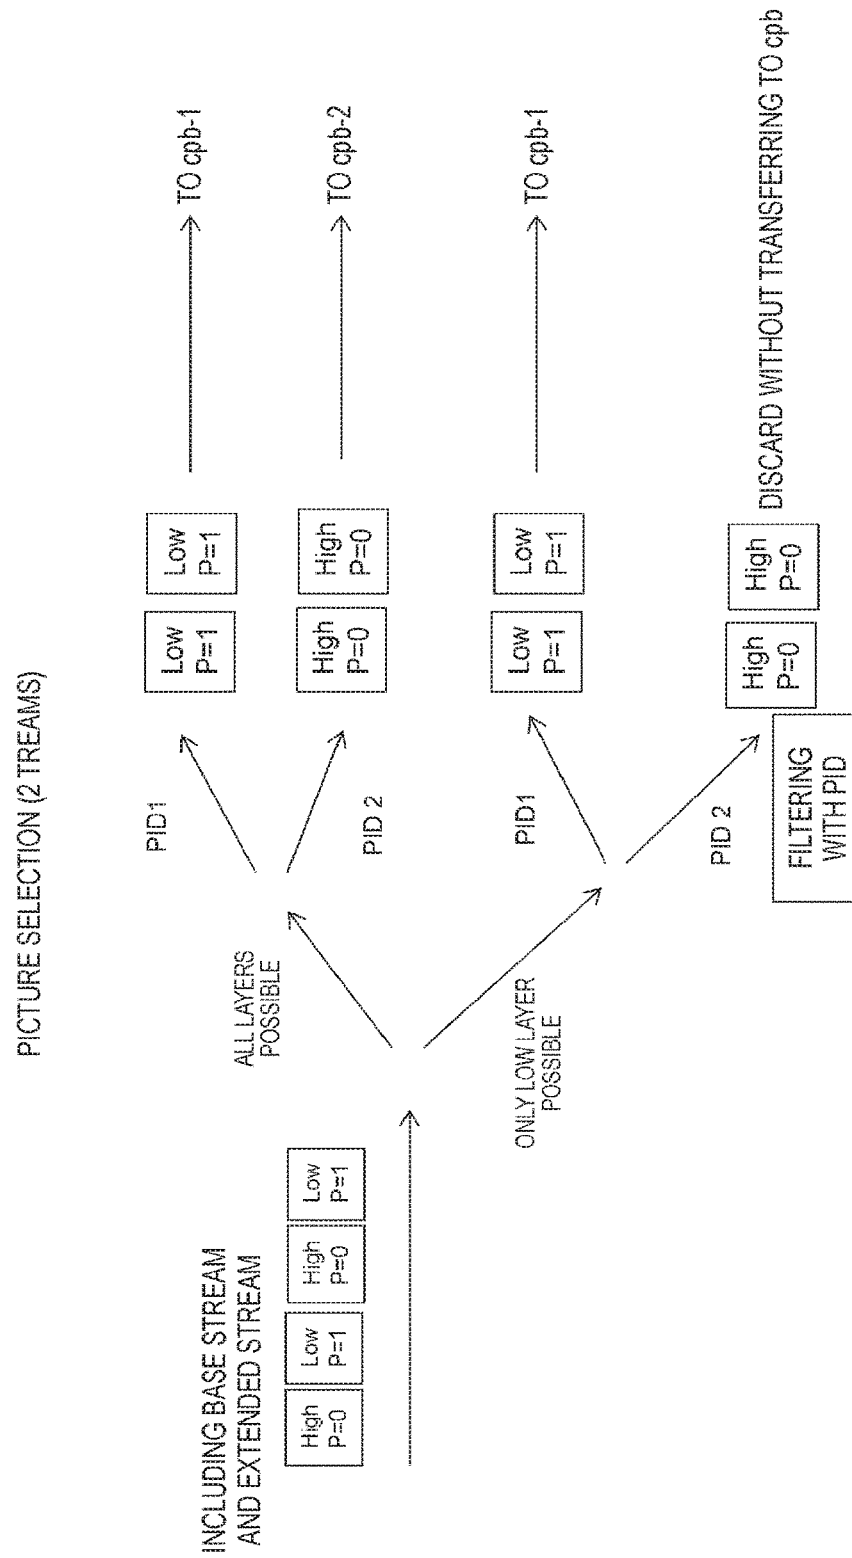 PICTURE SELECTION (2 TREAMS)
INCLUDING BASE STREAM
AND EXTENDED STREAM
High
P=0
Low
P=1
High
P=0
Low
P=1
ALL LAYERS
POSSIBLE
ONLY LOW LAYER
POSSIBLE
PID1
Low
P=1
Low
P=1
TO cpb-1
PID 2
High
P=0
High
P=0
TO cpb-2
PID1
Low
P=1
Low
P=1
TO cpb-1
PID 2
High
P=0
High
P=0
DISCARD WITHOUT TRANSFERRING TO cpb
FILTERING
WITH PID